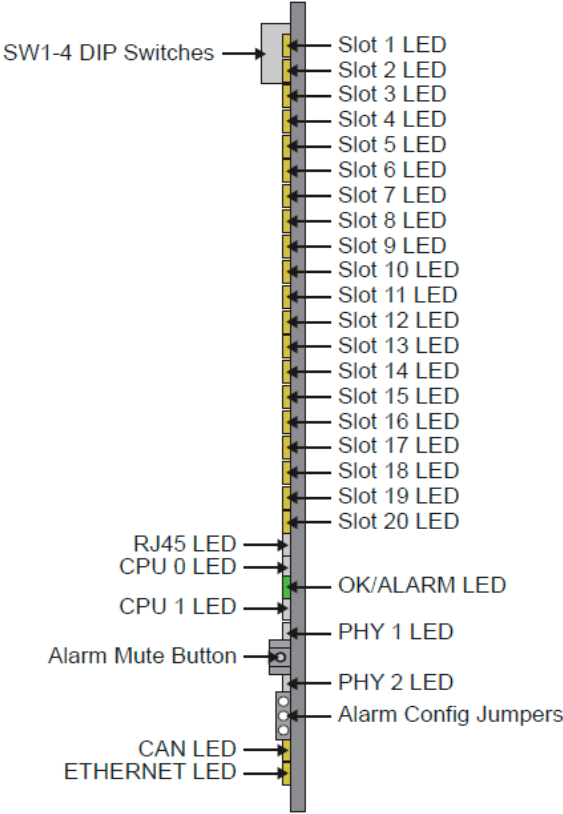 SW1-4 DIP Switches
Slot 1 LED
Slot 2 LED
Slot 3 LED
Slot 4 LED
Slot 5 LED
Slot 6 LED
Slot 7 LED
Slot 8 LED
Slot 9 LED
Slot 10 LED
Slot 11 LED
Slot 12 LED
Slot 13 LED
Slot 14 LED
Slot 15 LED
Slot 16 LED
Slot 17 LED
Slot 18 LED
Slot 19 LED
Slot 20 LED
RJ45 LED
CPU 0 LED
OK/ALARM LED
CPU 1 LED
PHY 1 LED
Alarm Mute Button
PHY 2 LED
Alarm Config Jumpers
CAN LED
ETHERNET LED